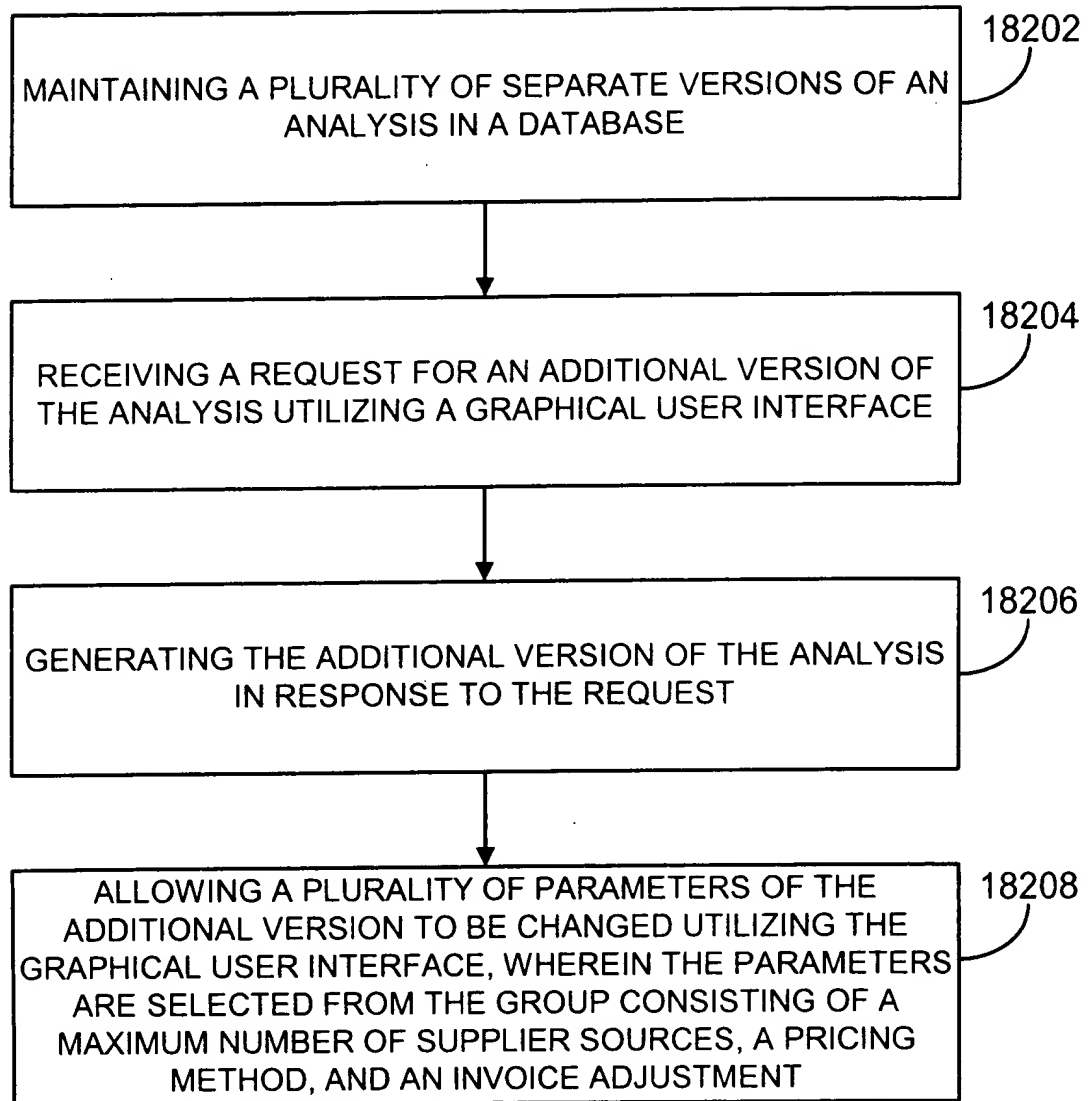 18202
MAINTAINING A PLURALITY OF SEPARATE VERSIONS OF AN
ANALYSIS IN A DATABASE
18204
RECEIVING A REQUEST FOR AN ADDITIONAL VERSION OF
THE ANALYSIS UTILIZING A GRAPHICAL USER INTERFACE
18206
GENERATING THE ADDITIONAL VERSION OF THE ANALYSIS
IN RESPONSE TO THE REQUEST
18208
ALLOWING A PLURALITY OF PARAMETERS OF THE
ADDITIONAL VERSION TO BE CHANGED UTILIZING THE
GRAPHICAL USER INTERFACE, WHEREIN THE PARAMETERS
ARE SELECTED FROM THE GROUP CONSISTING OF A
MAXIMUM NUMBER OF SUPPLIER SOURCES, A PRICING
METHOD, AND AN INVOICE ADJUSTMENT